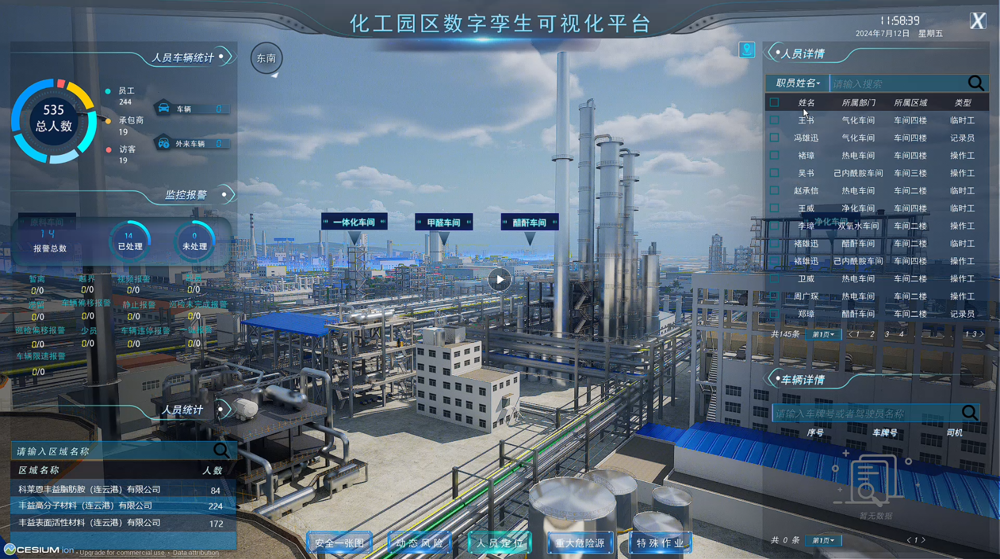 化工园区数字孪生可视化平台
11:58:39
2024年7月12日 星期五
X
人员车辆统计
东南
535
总人数
员工
244
承包商
19
访客
19
车辆 0
外来车辆 0
监控报警
原料车间
14
报警总数
14
已处理
0
未处理
暂离 越界 视频报警
0/0 0/0 0/0 0/0
滞留 车辆偏移报警 静止报警 巡检未完成报警
0/0 0/0 0/0 0/0
巡检偏移报警 少员 车辆违停报警 一键报警
0/0 0/0 0/0 0/0
车辆限速报警
0/0
人员统计
请输入区域名称
区域名称 人数
科莱恩丰益脂肪胺（连云港）有限公司 84
丰益高分子材料（连云港）有限公司 224
丰益表面活性材料（连云港）有限公司 172
CESIUM ion • Upgrade for commercial use. • Data attribution
一体化车间
甲醛车间
醋酐车间
净化车间
安全一张图 动态风险 人员定位 重大危险源 特殊作业
人员详情
职员姓名 请输入搜索
姓名 所属部门 所属区域 类型
王书 气化车间 车间四楼 临时工
冯雄迅 气化车间 车间四楼 记录员
褚璋 热电车间 车间四楼 操作工
吴书 己内酰胺车间 车间三楼 操作工
赵承信 热电车间 车间二楼 临时工
王威 净化车间 车间二楼 临时工
李璋 双氧水车间 车间二楼 操作工
褚雄迅 醋酐车间 车间二楼 临时工
褚雄迅 己内酰胺车间 车间四楼 操作工
卫威 热电车间 车间二楼 操作工
周广琛 热电车间 车间二楼 操作工
郑璋 醋酐车间 车间二楼 记录员
共145条 第1页 < 1 2 3 4 13 >
车辆详情
请输入车牌号或者驾驶员名称
序号 车牌号 司机
暂无数据
共 0 条 第1页 < 1 >